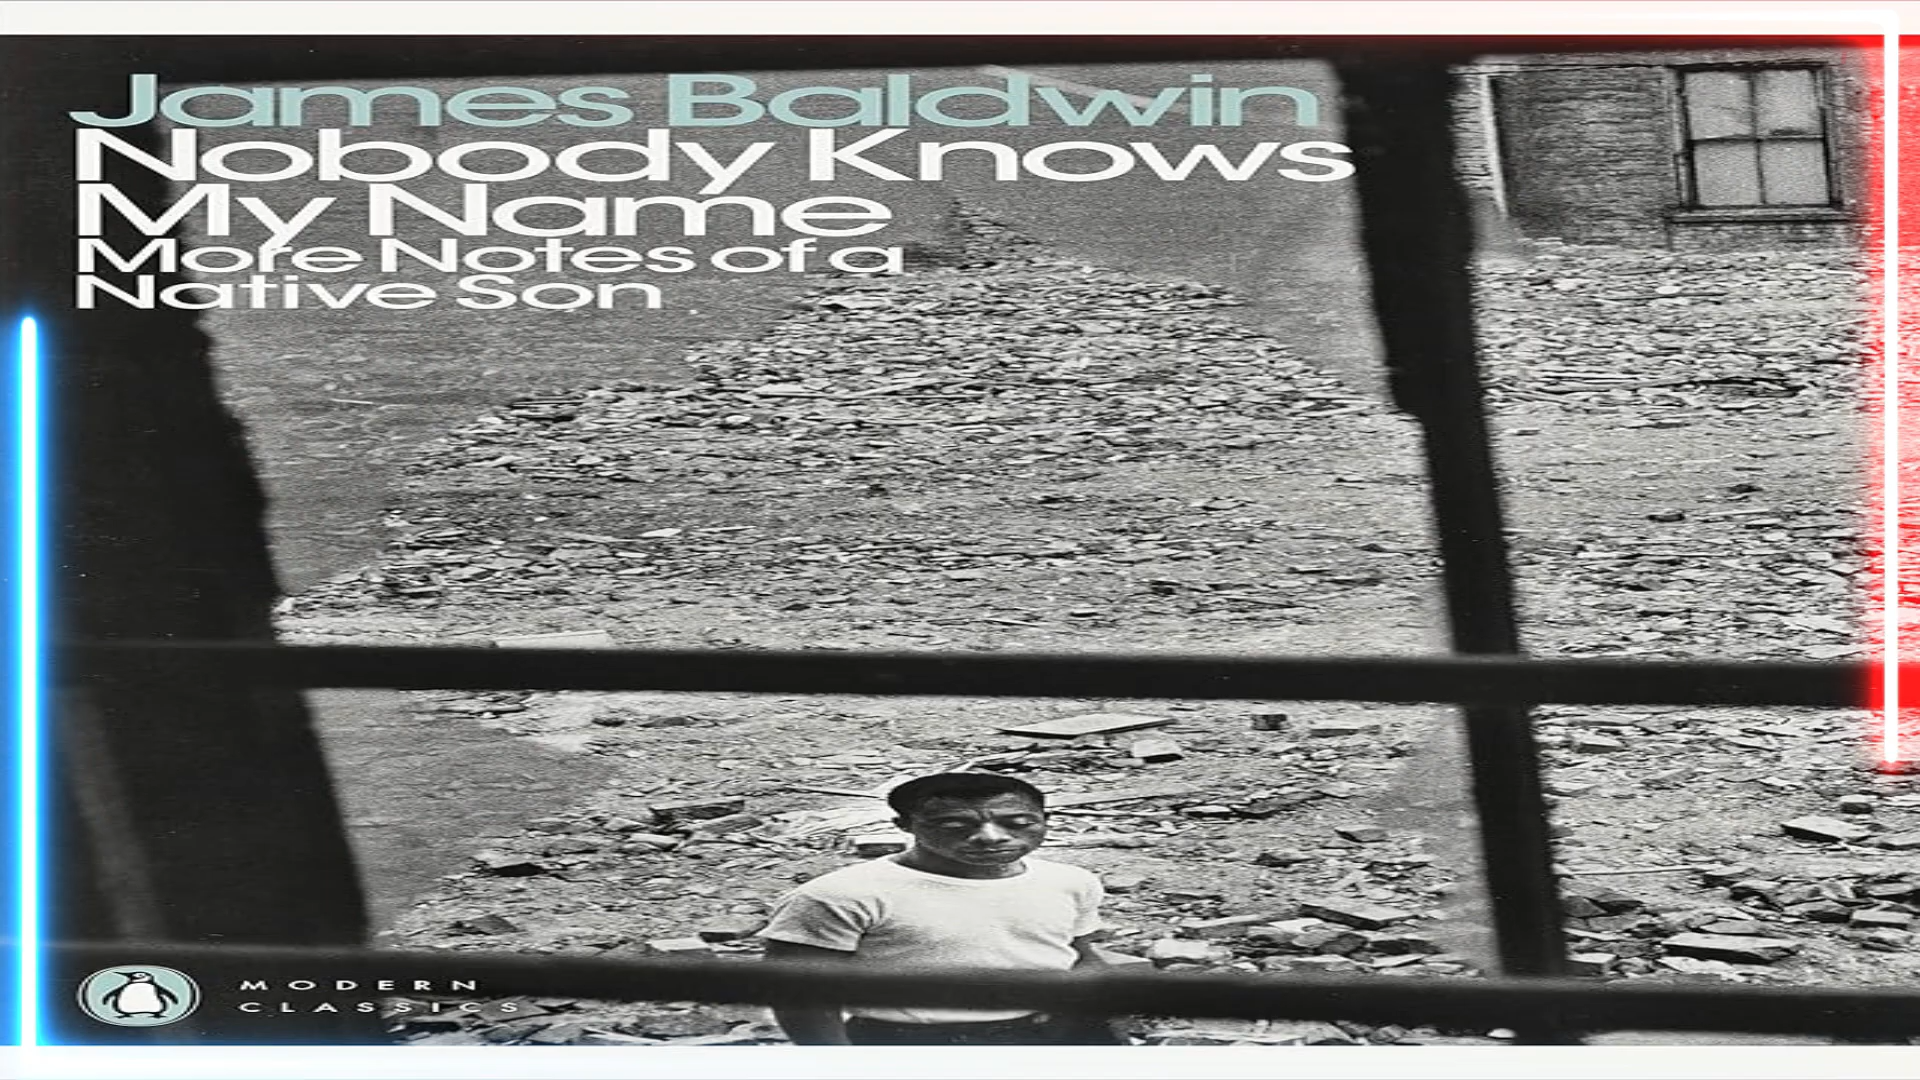 James Baldwin
Nobody Knows
My Name
More Notes of a
Native Son
MODERN
CLASSICS